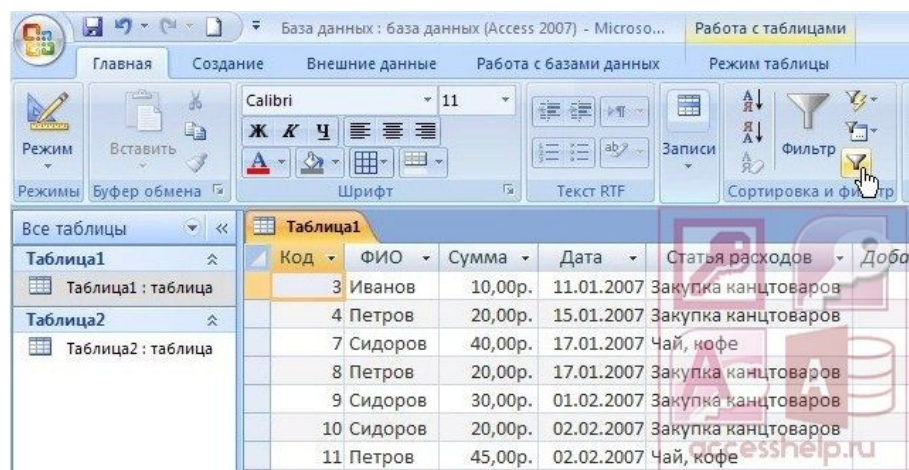 База данных : база данных (Access 2007) - Microso...
Работа с таблицами
Главная Создание Внешние данные Работа с базами данных Режим таблицы
Режим
Вставить
Calibri 11
Ж К Ч
Записи
Фильтр
Режимы Буфер обмена Шрифт Текст RTF Сортировка и фильтр
Все таблицы
Таблица1
Таблица1 : таблица
Таблица2
Таблица2 : таблица
Таблица1
Код ФИО Сумма Дата Статья расходов Доба
3 Иванов 10,00р. 11.01.2007 Закупка канцтоваров
4 Петров 20,00р. 15.01.2007 Закупка канцтоваров
7 Сидоров 40,00р. 17.01.2007 Чай, кофе
8 Петров 20,00р. 17.01.2007 Закупка канцтоваров
9 Сидоров 30,00р. 01.02.2007 Закупка канцтоваров
10 Сидоров 20,00р. 02.02.2007 Закупка канцтоваров
11 Петров 45,00р. 02.02.2007 Чай, кофе
accesshelp.ru